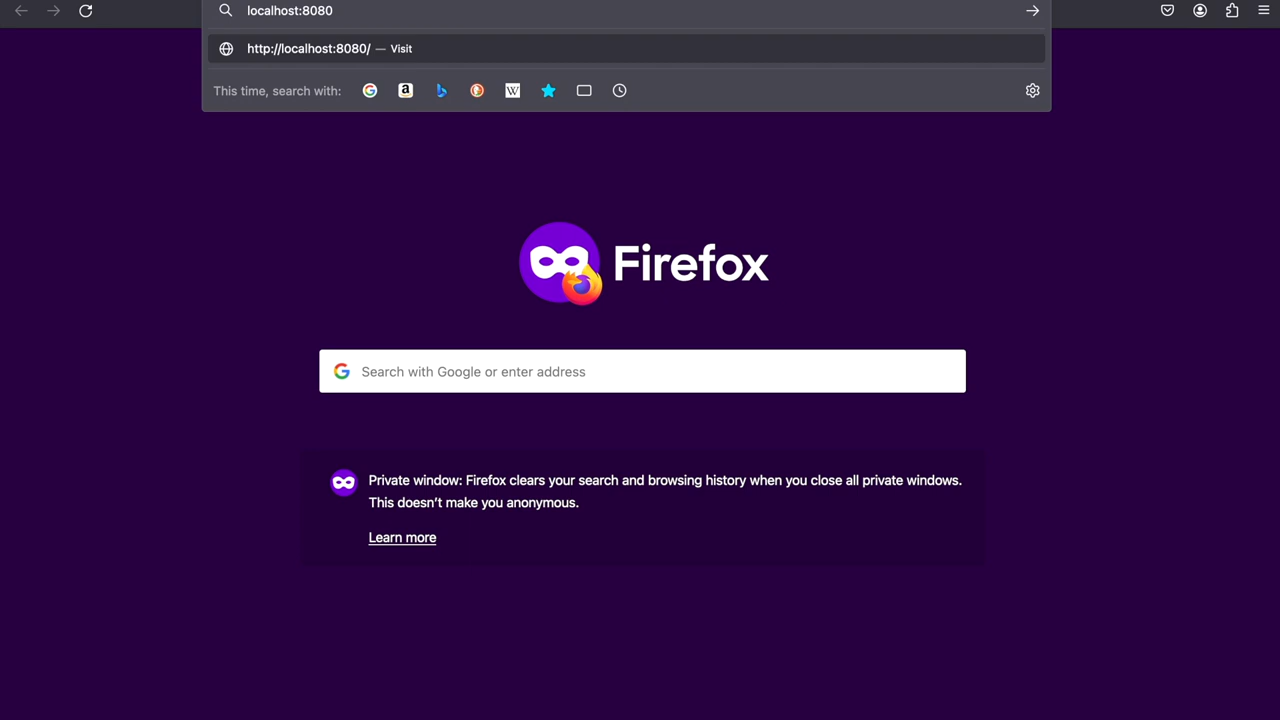 localhost:8080
http://localhost:8080/ — Visit
This time, search with:
Firefox
Search with Google or enter address
Private window: Firefox clears your search and browsing history when you close all private windows.
This doesn’t make you anonymous.
Learn more